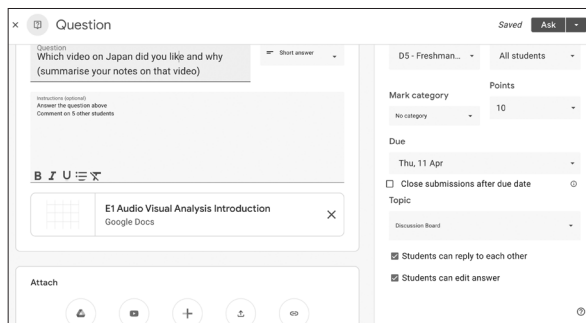 × Question Saved Ask
Question
Which video on Japan did you like and why
(summarise your notes on that video)
Short answer
Instructions (optional)
Answer the question above
Comment on 5 other students
B I U
E1 Audio Visual Analysis Introduction
Google Docs
Attach
D5 - Freshman... All students
Mark category
Points
No category
10
Due
Thu, 11 Apr
Close submissions after due date
Topic
Discussion Board
Students can reply to each other
Students can edit answer